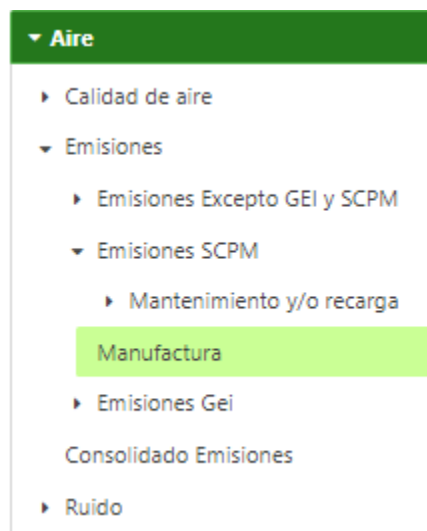 Aire
Calidad de aire
Emisiones
Emisiones Excepto GEI y SCPM
Emisiones SCPM
Mantenimiento y/o recarga
Manufactura
Emisiones Gei
Consolidado Emisiones
Ruido